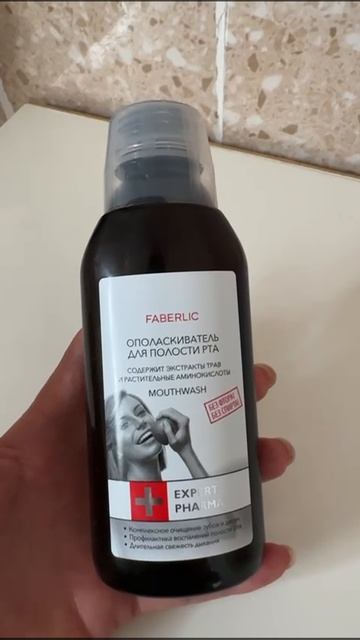 FABERLIC
ОПОЛАСКИВАТЕЛЬ
ДЛЯ ПОЛОСТИ РТА
СОДЕРЖИТ ЭКСТРАКТЫ ТРАВ
И РАСТИТЕЛЬНЫЕ АМИНОКИСЛОТЫ
MOUTHWASH
БЕЗ ФТОРА!
БЕЗ СПИРТА!
EXPERT
PHARMA
• Комплексное очищение зубов и дёсен
• Профилактика воспалений полости рта
• Длительная свежесть дыхания